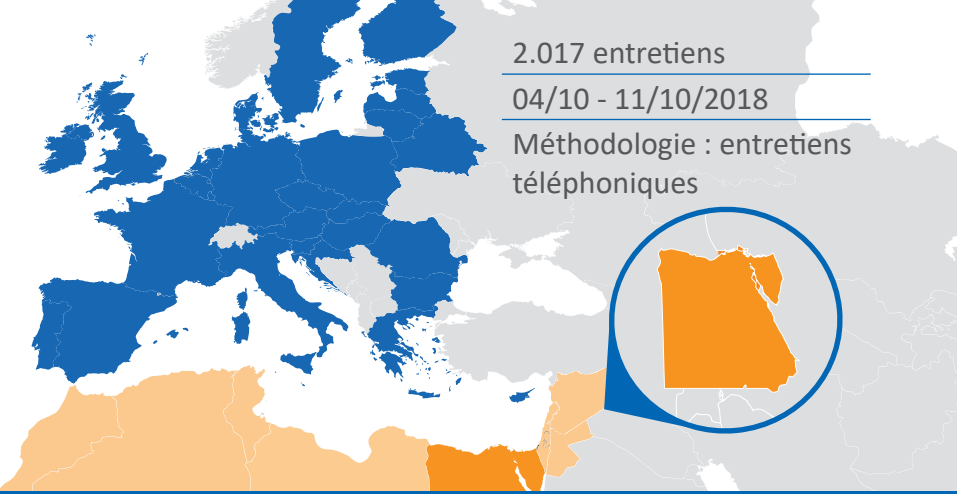 2.017 entretiens
04/10 - 11/10/2018
Méthodologie : entretiens
téléphoniques